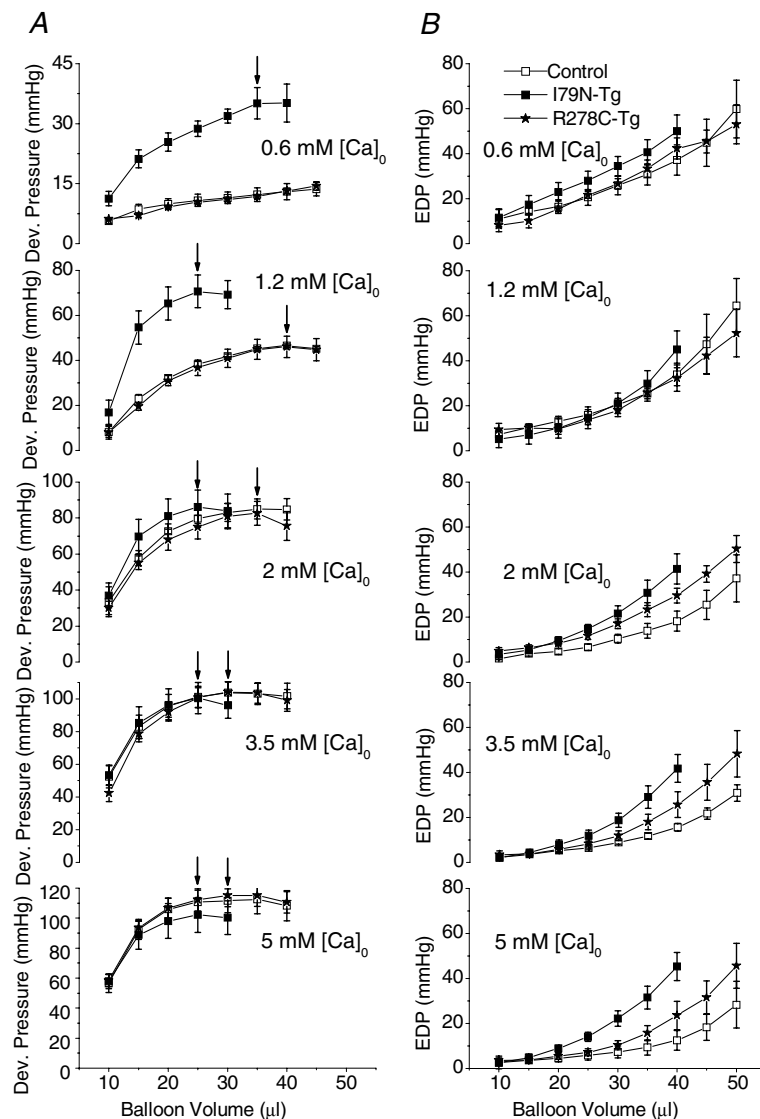 A
B
45
30
15
0
Dev. Pressure (mmHg)
0.6 mM [Ca]₀
80
60
40
20
0
EDP (mmHg)
Control
I79N-Tg
R278C-Tg
0.6 mM [Ca]₀
80
60
40
20
0
Dev. Pressure (mmHg)
1.2 mM [Ca]₀
80
60
40
20
0
EDP (mmHg)
1.2 mM [Ca]₀
100
80
60
40
20
0
Dev. Pressure (mmHg)
2 mM [Ca]₀
80
60
40
20
0
EDP (mmHg)
2 mM [Ca]₀
100
80
60
40
20
0
Dev. Pressure (mmHg)
3.5 mM [Ca]₀
80
60
40
20
0
EDP (mmHg)
3.5 mM [Ca]₀
120
100
80
60
40
20
0
Dev. Pressure (mmHg)
5 mM [Ca]₀
10 20 30 40 50
Balloon Volume (µl)
80
60
40
20
0
EDP (mmHg)
5 mM [Ca]₀
10 20 30 40 50
Balloon Volume (µl)